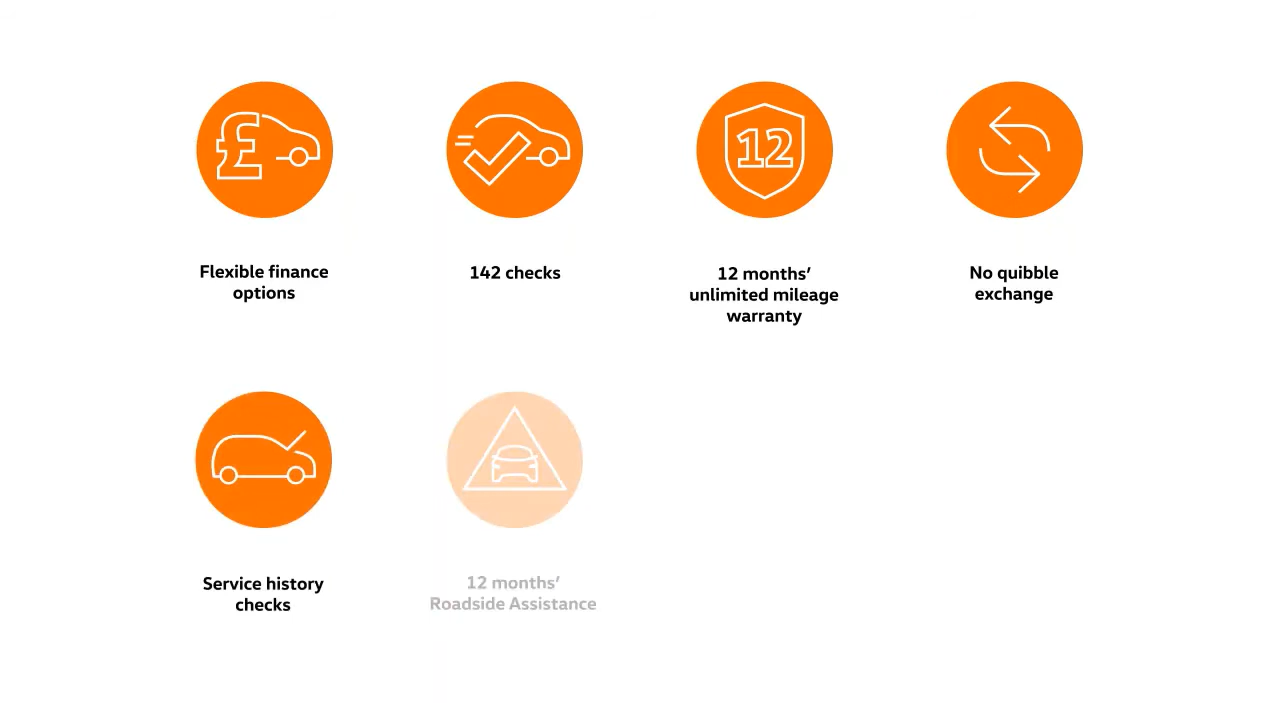 £
12
Flexible finance
options
142 checks
12 months’
unlimited mileage
warranty
No quibble
exchange
Service history
checks
12 months’
Roadside Assistance